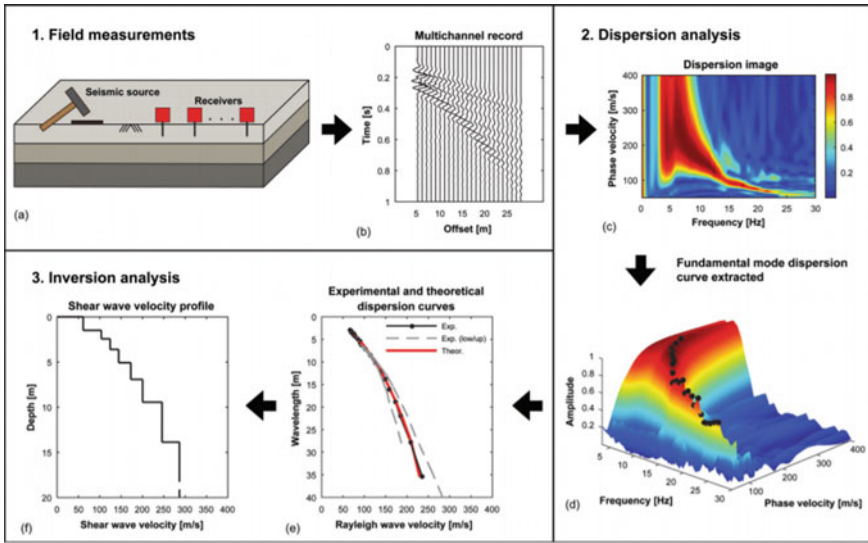 1. Field measurements
Seismic source
Receivers
(a)
Multichannel record
0
0.2
0.4
0.6
0.8
1
Time [s]
5 10 15 20 25
Offset [m]
(b)
2. Dispersion analysis
Dispersion image
400
300
200
100
Phase velocity [m/s]
0 5 10 15 20 25 30
Frequency [Hz]
0.8
0.6
0.4
0.2
(c)
Fundamental mode dispersion
curve extracted
1
0.8
0.6
0.4
0.2
Amplitude
5 10 15 20 25 30
Frequency [Hz]
100 200 300 400
Phase velocity [m/s]
(d)
3. Inversion analysis
Experimental and theoretical
dispersion curves
Exp.
Exp. (low/up)
Theor.
0
5
10
15
20
25
30
35
40
Wavelength [m]
0 50 100 150 200 250 300 350 400
Rayleigh wave velocity [m/s]
(e)
Shear wave velocity profile
0
5
10
15
20
Depth [m]
0 50 100 150 200 250 300 350 400
Shear wave velocity [m/s]
(f)